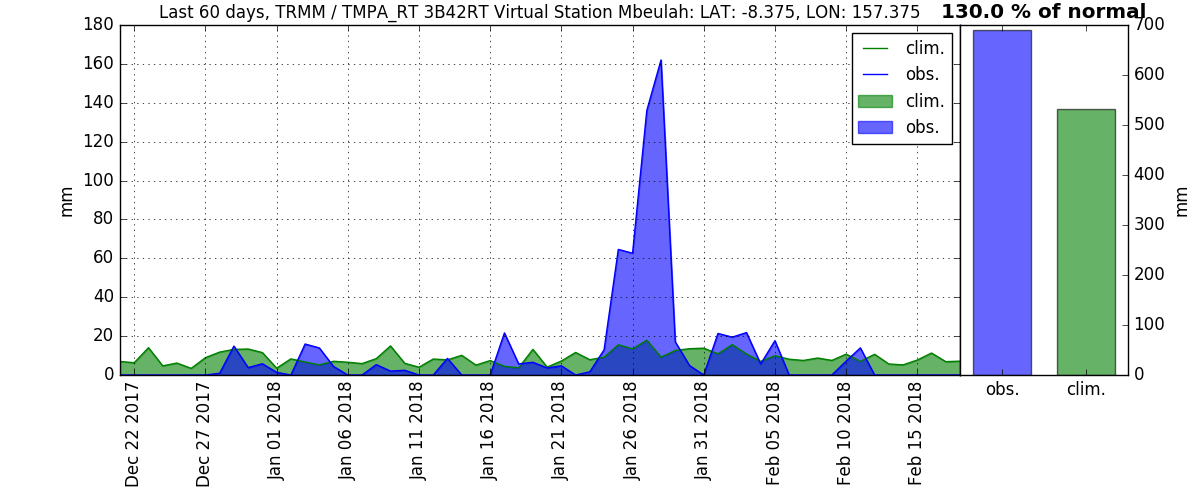 Last 60 days, TRMM / TMPA_RT 3B42RT Virtual Station Mbeulah: LAT: -8.375, LON: 157.375
130.0 % of normal
180
160
140
120
100
80
60
40
20
0
mm
clim.
obs.
clim.
obs.
700
600
500
400
300
200
100
0
mm
Dec 22 2017
Dec 27 2017
Jan 01 2018
Jan 06 2018
Jan 11 2018
Jan 16 2018
Jan 21 2018
Jan 26 2018
Jan 31 2018
Feb 05 2018
Feb 10 2018
Feb 15 2018
obs.
clim.